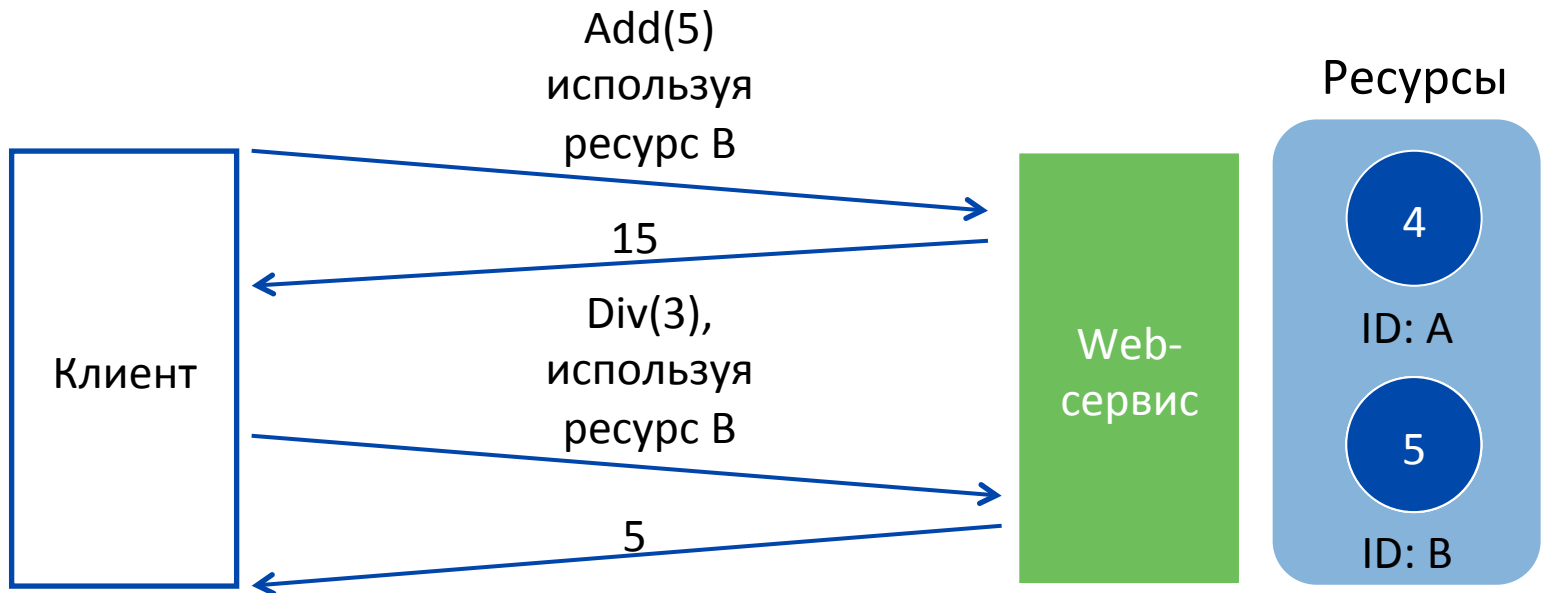 Add(5)
используя
ресурс B
Ресурсы
15
4
ID: A
Div(3),
используя
ресурс B
Клиент
Web-
сервис
5
5
ID: B